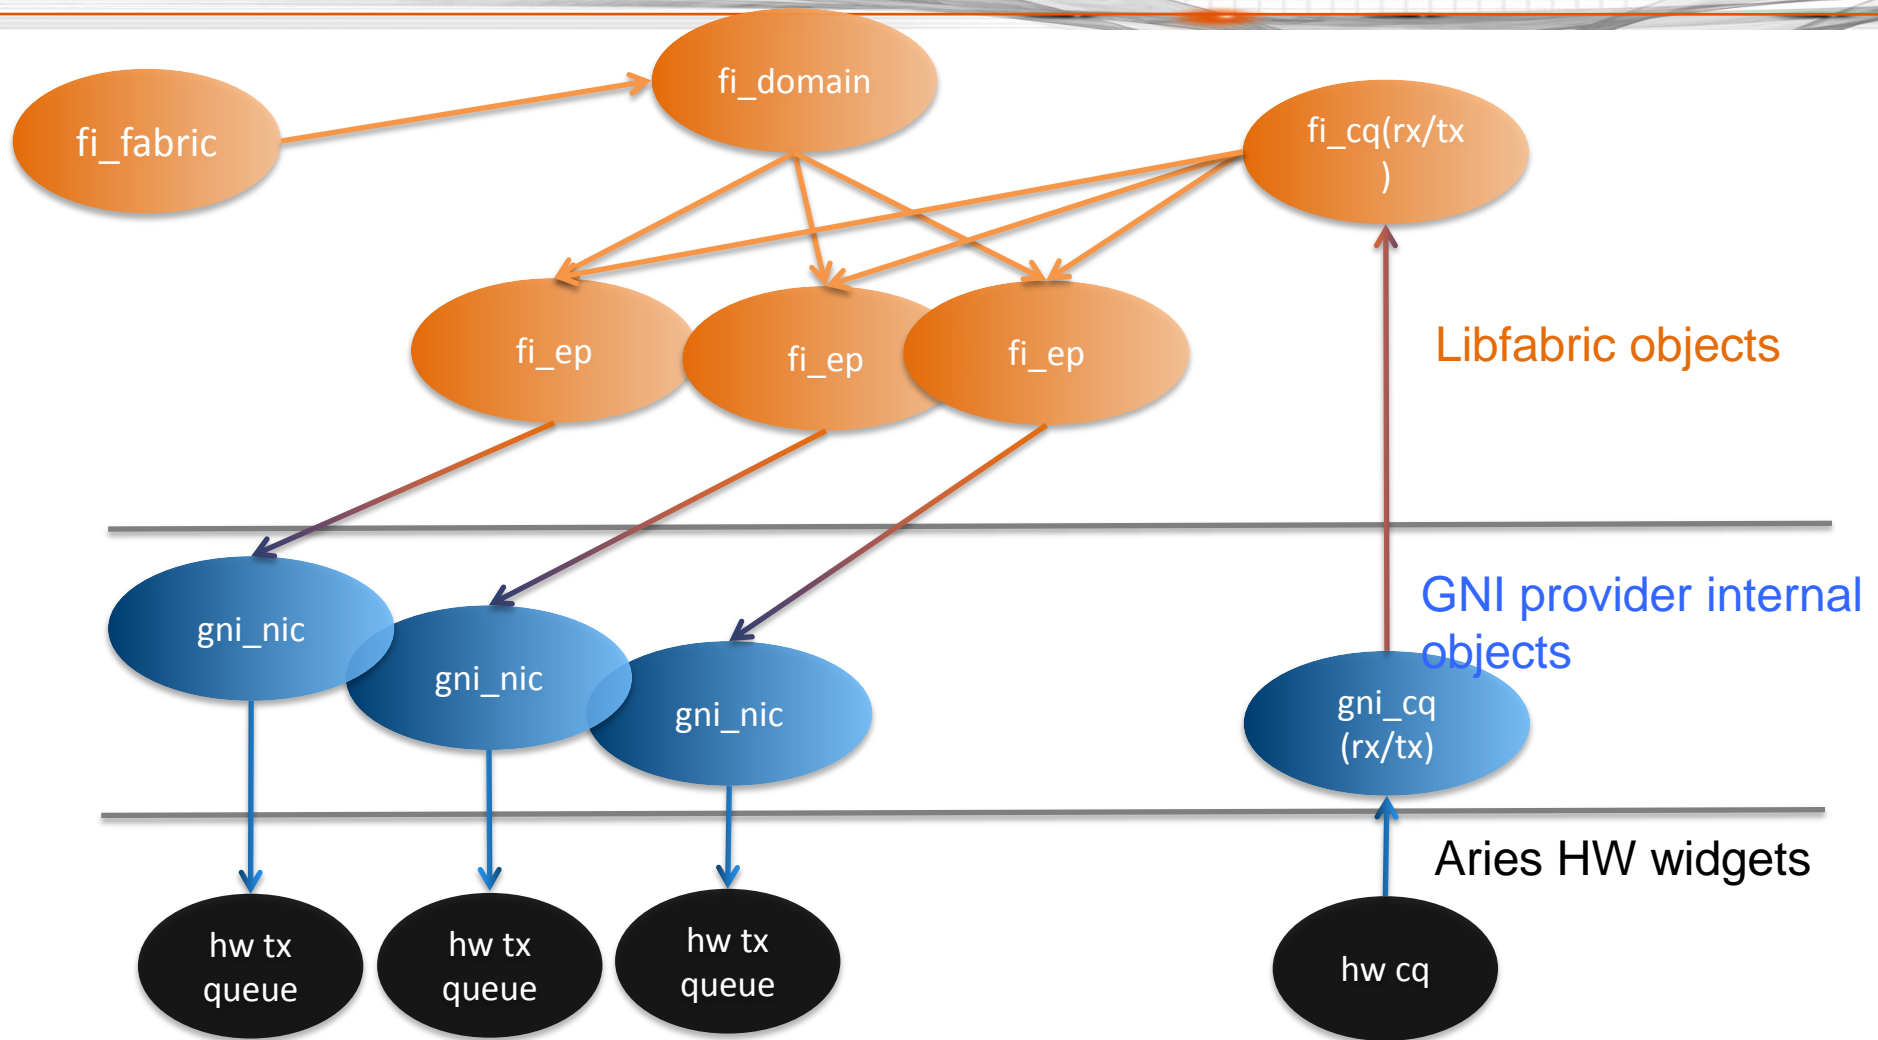 fi_domain
fi_fabric
fi_cq(rx/tx
)
fi_ep
fi_ep
fi_ep
Libfabric objects
GNI provider internal
objects
gni_nic
gni_nic
gni_nic
gni_cq
(rx/tx)
Aries HW widgets
hw tx
queue
hw tx
queue
hw tx
queue
hw cq